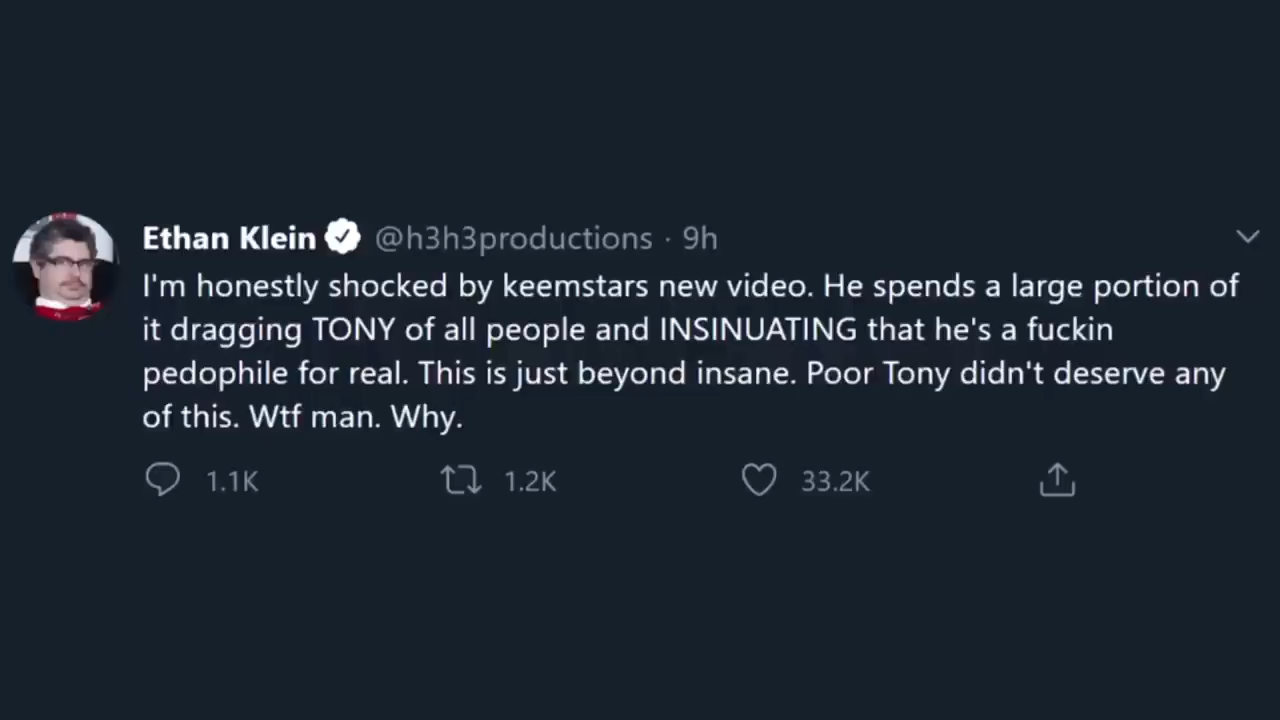 Ethan Klein @h3h3productions · 9h
I'm honestly shocked by keemstars new video. He spends a large portion of
it dragging TONY of all people and INSINUATING that he's a fuckin
pedophile for real. This is just beyond insane. Poor Tony didn't deserve any
of this. Wtf man. Why.
1.1K 1.2K 33.2K